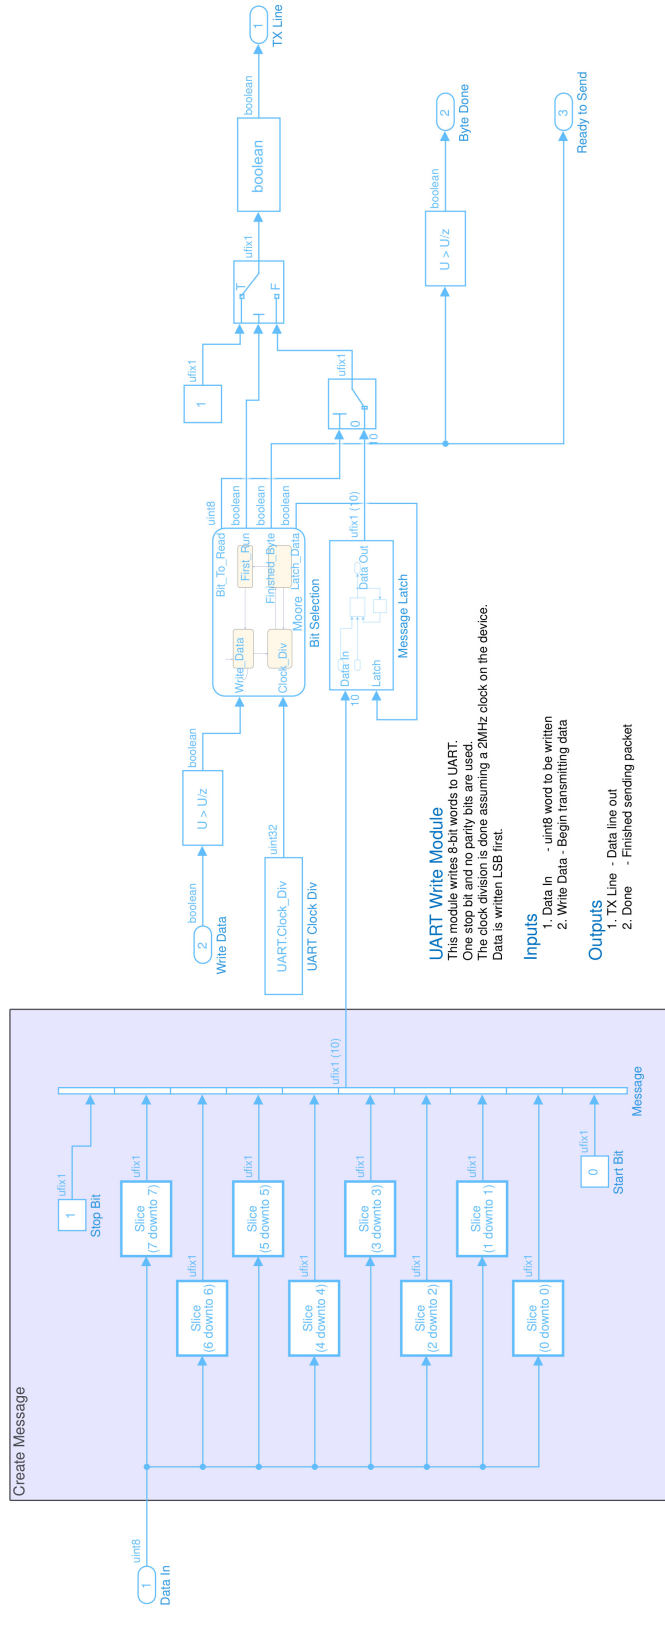 Create Message
1
Data In
uint8
1
Stop Bit
ufix1
Slice
(7 downto 7)
ufix1
Slice
(6 downto 6)
ufix1
Slice
(5 downto 5)
ufix1
Slice
(4 downto 4)
ufix1
Slice
(3 downto 3)
ufix1
Slice
(2 downto 2)
ufix1
Slice
(1 downto 1)
ufix1
Slice
(0 downto 0)
ufix1
0
Start Bit
ufix1
Message
ufix1 (10)
2
Write Data
boolean
U > U/z
boolean
UART.Clock_Div
UART Clock Div
uint32
Write_Data
Clock_Div
Bit_To_Read
First_Run
Finished_Byte
Latch_Data
Moore
Bit Selection
uint8
boolean
boolean
boolean
10
Data In
Latch
Data Out
Message Latch
ufix1 (10)
1
ufix1
0
10
ufix1
T
F
ufix1
boolean
boolean
1
TX Line
U > U/z
boolean
2
Byte Done
3
Ready to Send
UART Write Module
This module writes 8-bit words to UART.
One stop bit and no parity bits are used.
The clock division is done assuming a 2MHz clock on the device.
Data is written LSB first.
Inputs
1. Data In - uint8 word to be written
2. Write Data - Begin transmitting data
Outputs
1. TX Line - Data line out
2. Done - Finished sending packet